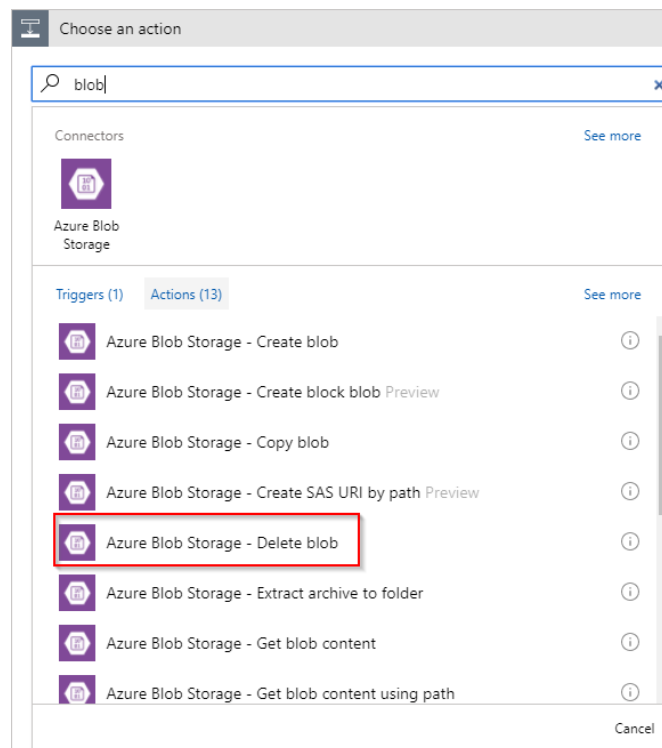 Choose an action
blob
Connectors
See more
Azure Blob
Storage
Triggers (1)
Actions (13)
See more
Azure Blob Storage - Create blob
Azure Blob Storage - Create block blob Preview
Azure Blob Storage - Copy blob
Azure Blob Storage - Create SAS URI by path Preview
Azure Blob Storage - Delete blob
Azure Blob Storage - Extract archive to folder
Azure Blob Storage - Get blob content
Azure Blob Storage - Get blob content using path
Cancel